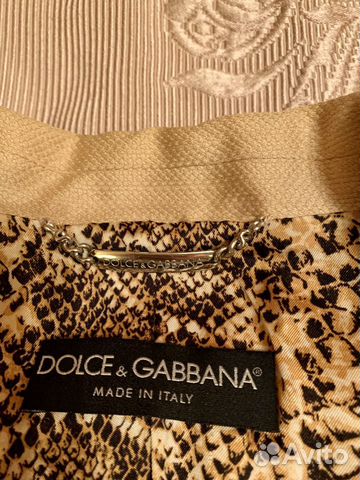 DOLCE & GABBANA
DOLCE & GABBANA®
MADE IN ITALY
Avito